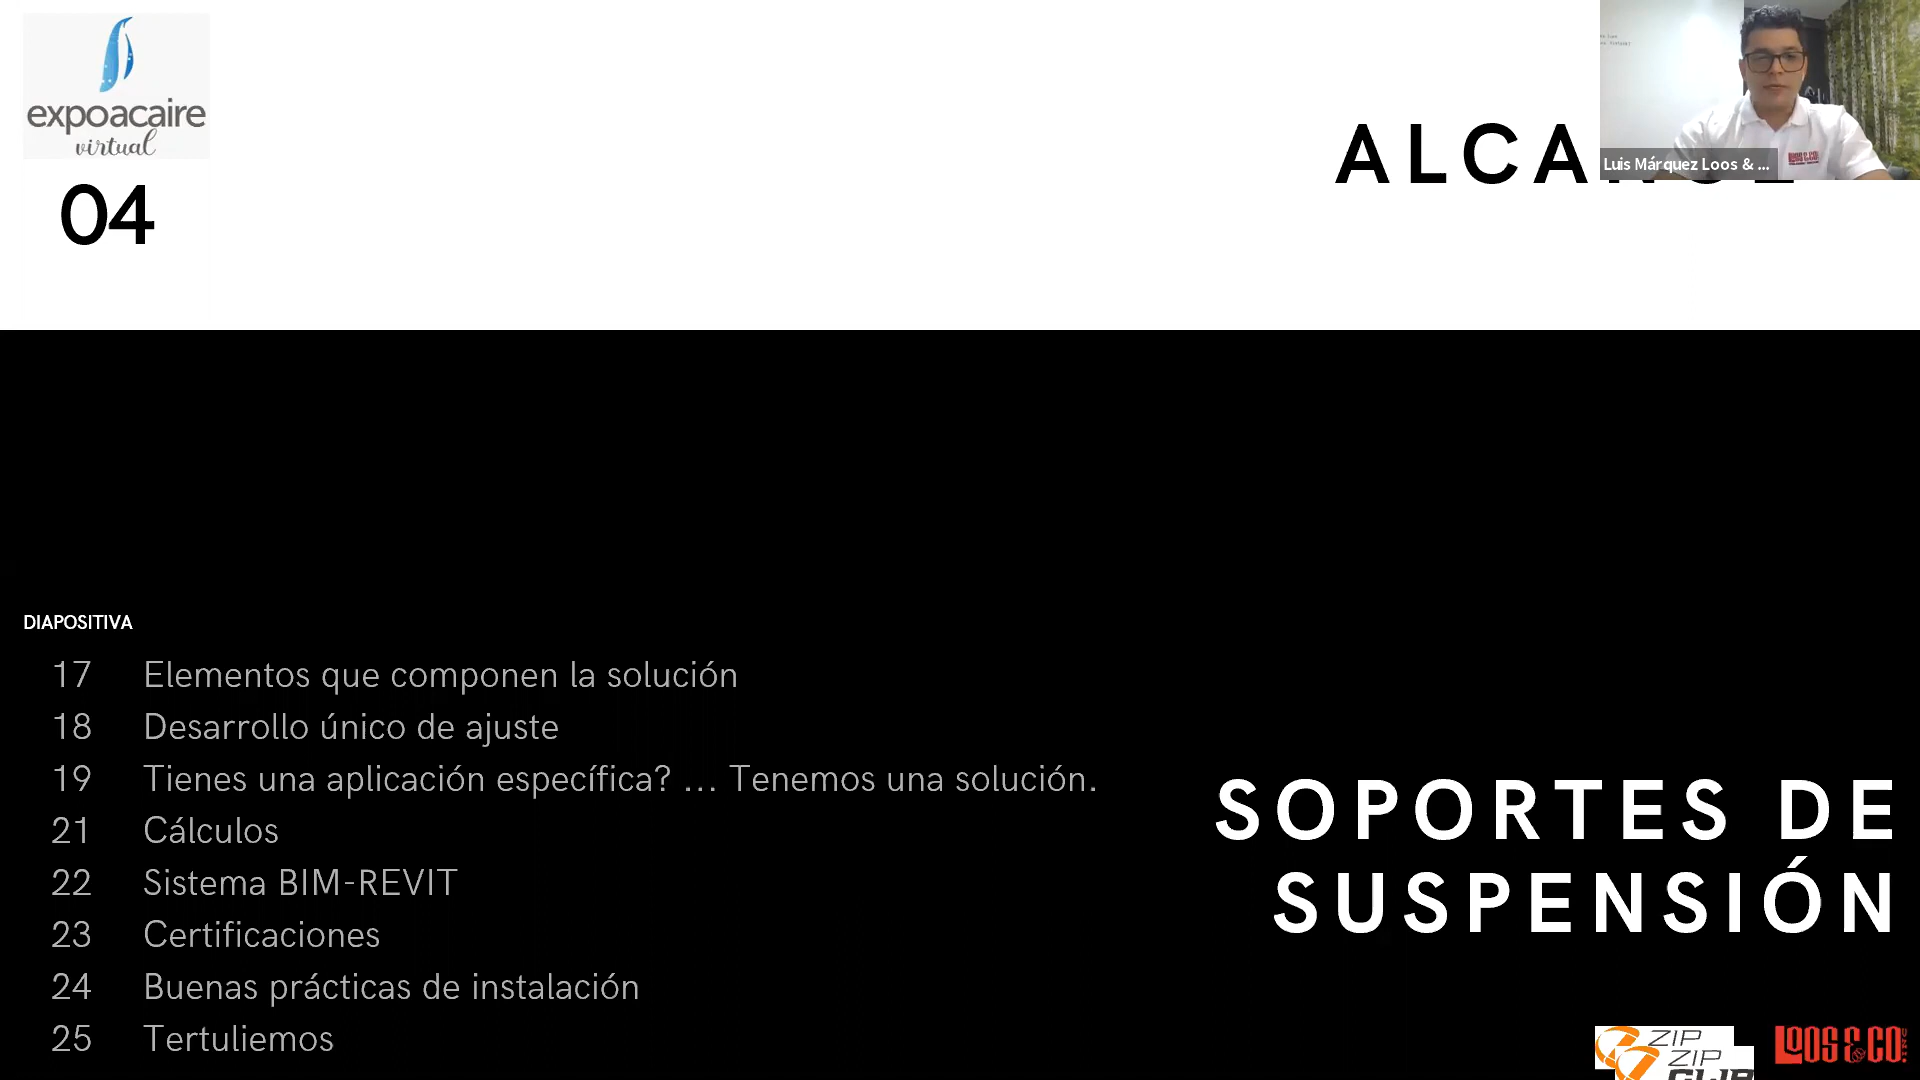 expoacaire
virtual
04
Luis Márquez Loos & ...
DIAPOSITIVA
17 Elementos que componen la solución
18 Desarrollo único de ajuste
19 Tienes una aplicación específica? ... Tenemos una solución.
21 Cálculos
22 Sistema BIM-REVIT
23 Certificaciones
24 Buenas prácticas de instalación
25 Tertuliemos
SOPORTES DE
SUSPENSIÓN
ZIP
ZIP
CLIP
LOOS & CO. INC